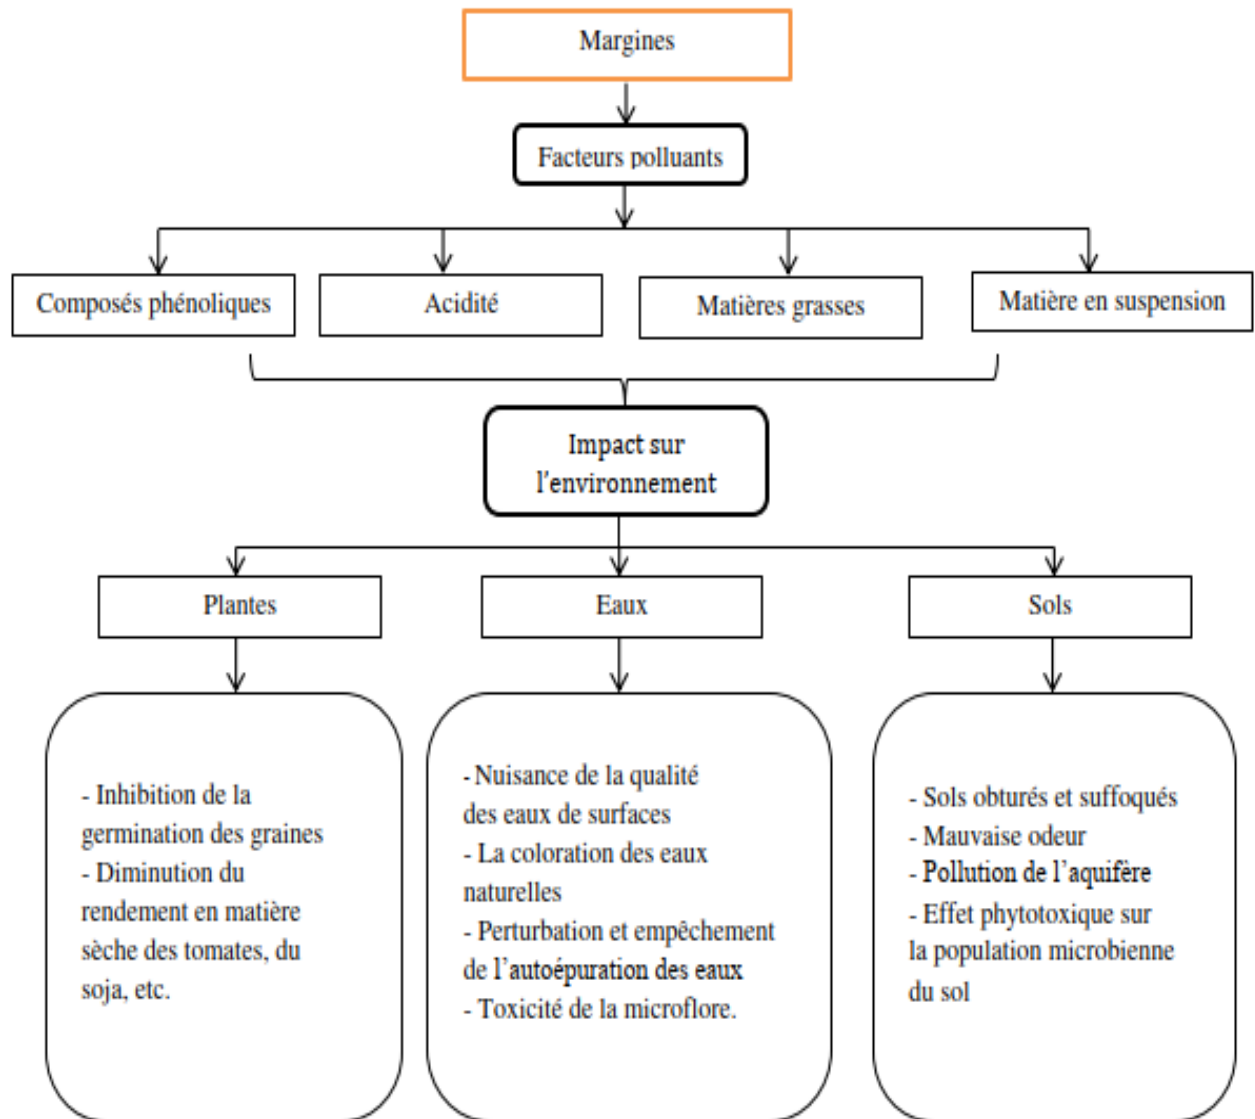 Margines
Facteurs polluants
Composés phénoliques
Acidité
Matières grasses
Matière en suspension
Impact sur
l'environnement
Plantes
Eaux
Sols
- Inhibition de la
germination des graines
- Diminution du
rendement en matière
sèche des tomates, du
soja, etc.
- Nuisance de la qualité
des eaux de surfaces
- La coloration des eaux
naturelles
- Perturbation et empêchement
de l'autoépuration des eaux
- Toxicité de la microflore.
- Sols obturés et suffoqués
- Mauvaise odeur
- Pollution de l'aquifère
- Effet phytotoxique sur
la population microbienne
du sol